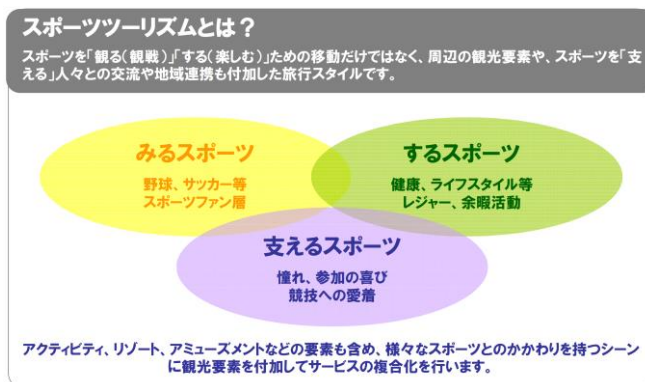 スポーツツーリズムとは？
スポーツを「観る(観戦)」「する(楽しむ)」ための移動だけではなく、周辺の観光要素や、スポーツを「支
える」人々との交流や地域連携も付加した旅行スタイルです。
みるスポーツ
野球、サッカー等
スポーツファン層
するスポーツ
健康、ライフスタイル等
レジャー、余暇活動
支えるスポーツ
憧れ、参加の喜び
競技への愛着
アクティビティ、リゾート、アミューズメントなどの要素も含め、様々なスポーツとのかかわりを持つシーン
に観光要素を付加してサービスの複合化を行います。